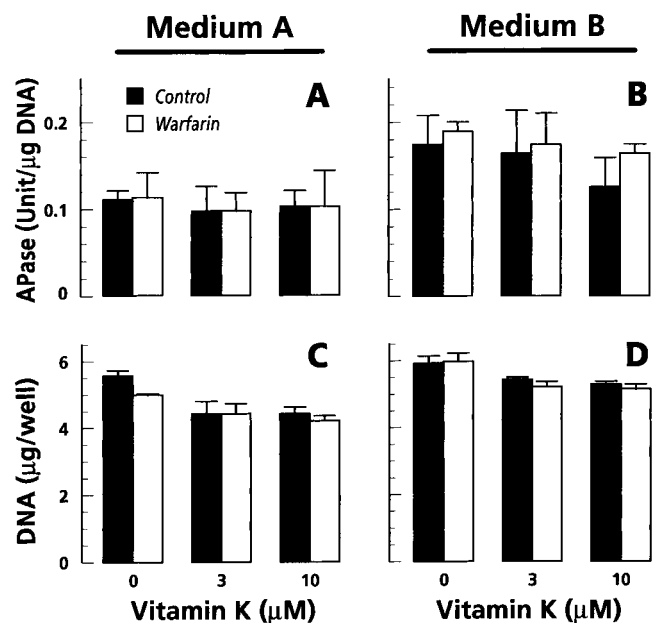 Medium A
Medium B
A
Control
Warfarin
B
APase (Unit/µg DNA)
0.2
0.1
0
C
D
DNA (µg/well)
6
4
2
0
0
3
10
0
3
10
Vitamin K (µM)
Vitamin K (µM)